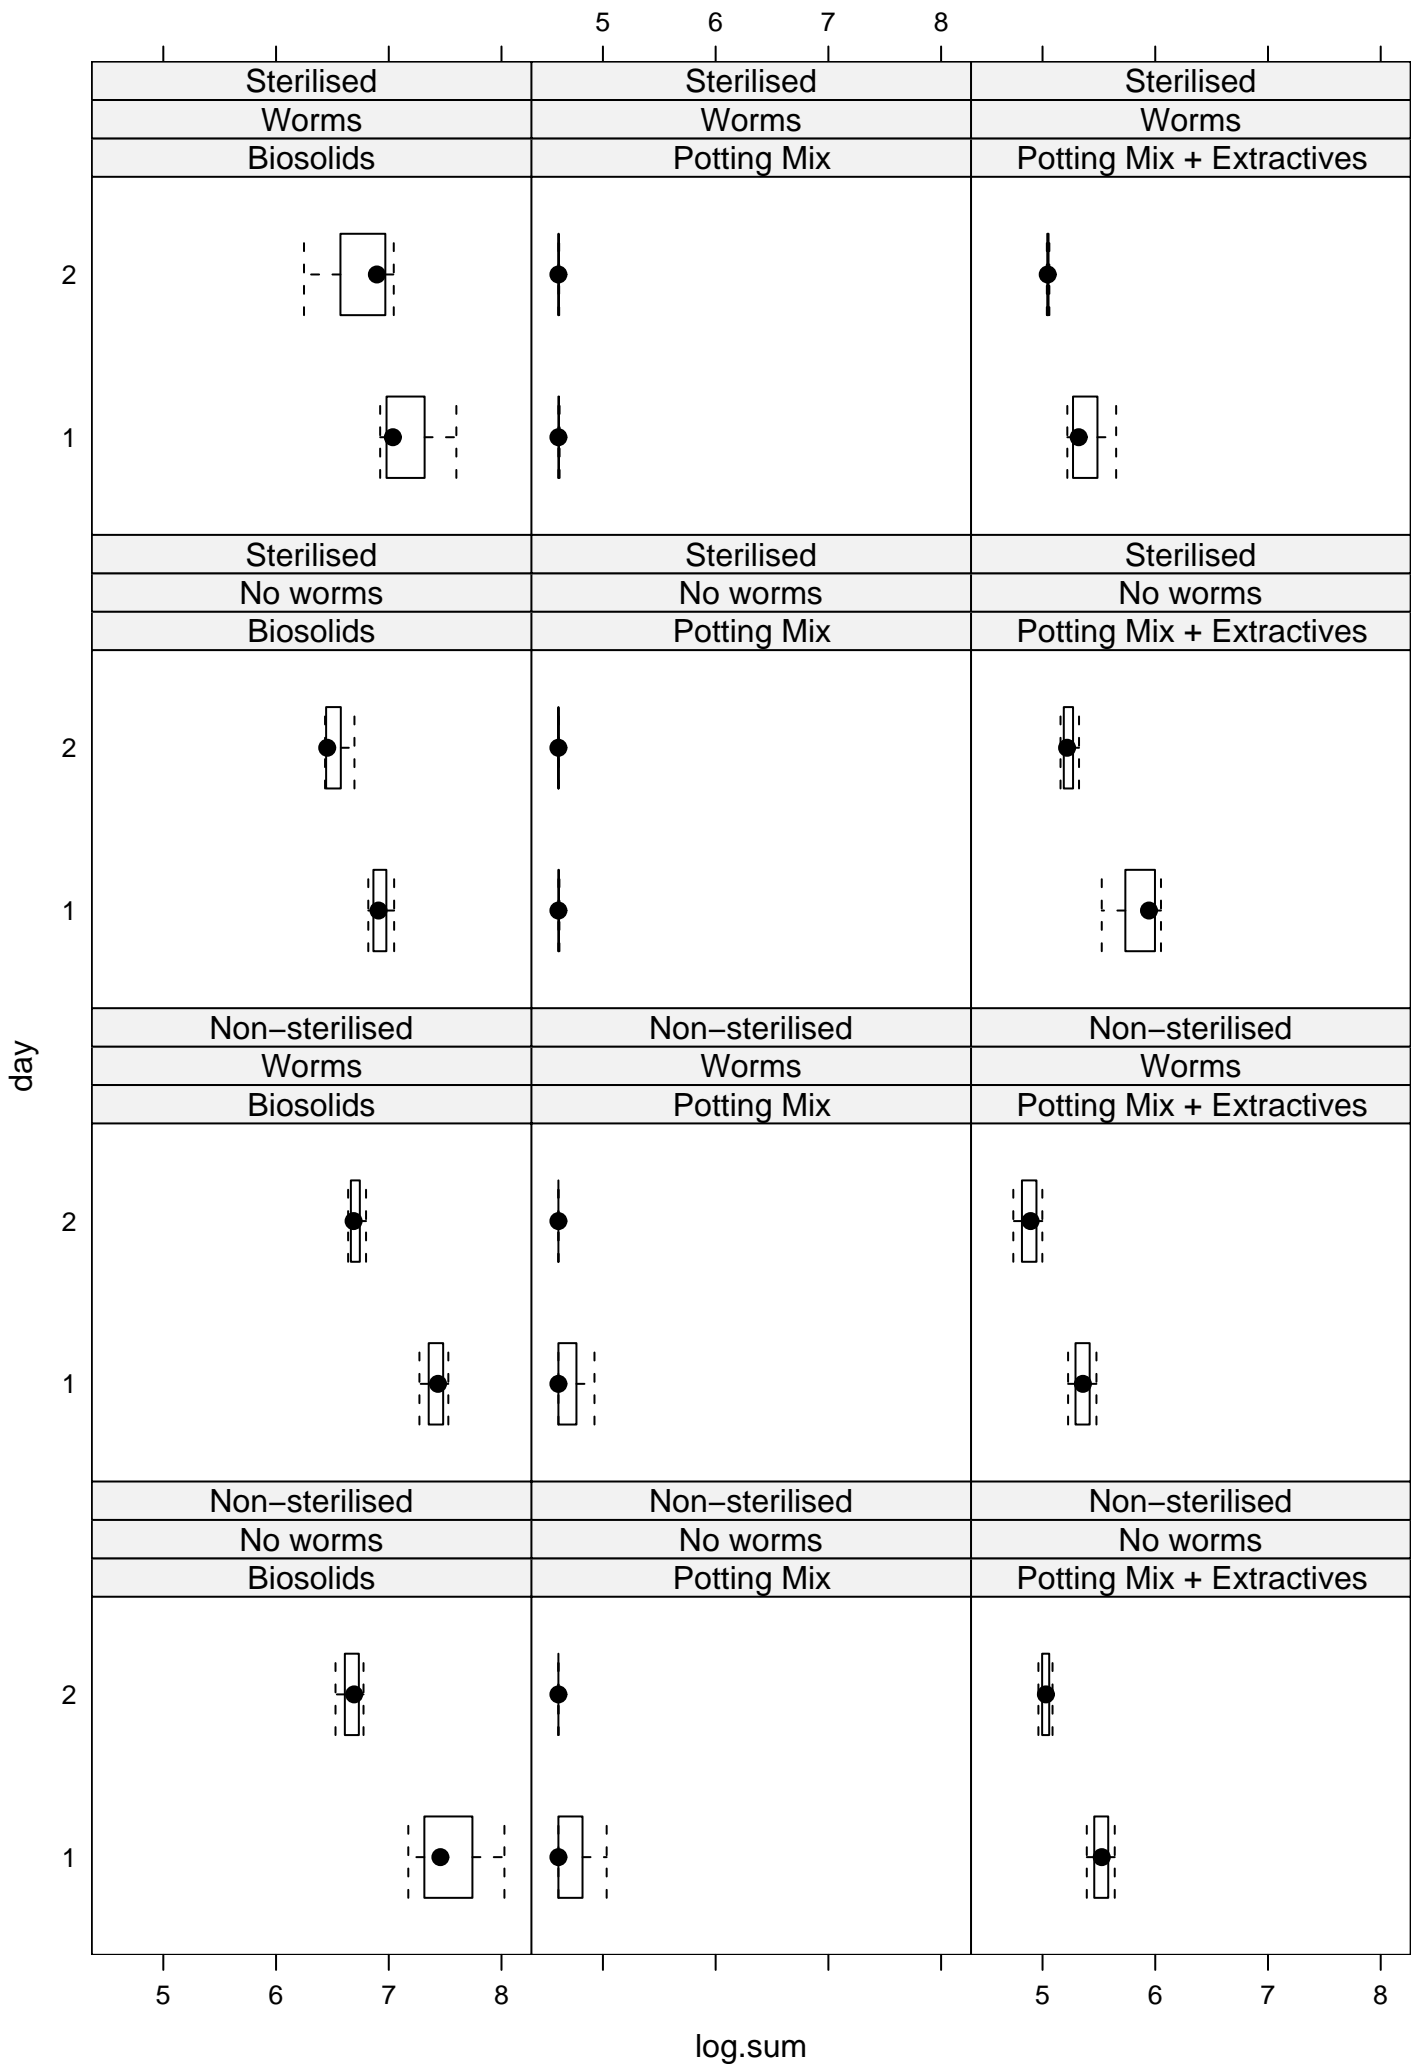 5 6 7 8
Sterilised Sterilised Sterilised
Worms Worms Worms
Biosolids Potting Mix Potting Mix + Extractives
2
1
Sterilised Sterilised Sterilised
No worms No worms No worms
Biosolids Potting Mix Potting Mix + Extractives
2
1
Non−sterilised Non−sterilised Non−sterilised
day
Worms Worms Worms
Biosolids Potting Mix Potting Mix + Extractives
2
1
Non−sterilised Non−sterilised Non−sterilised
No worms No worms No worms
Biosolids Potting Mix Potting Mix + Extractives
2
1
5 6 7 8 5 6 7 8
log.sum